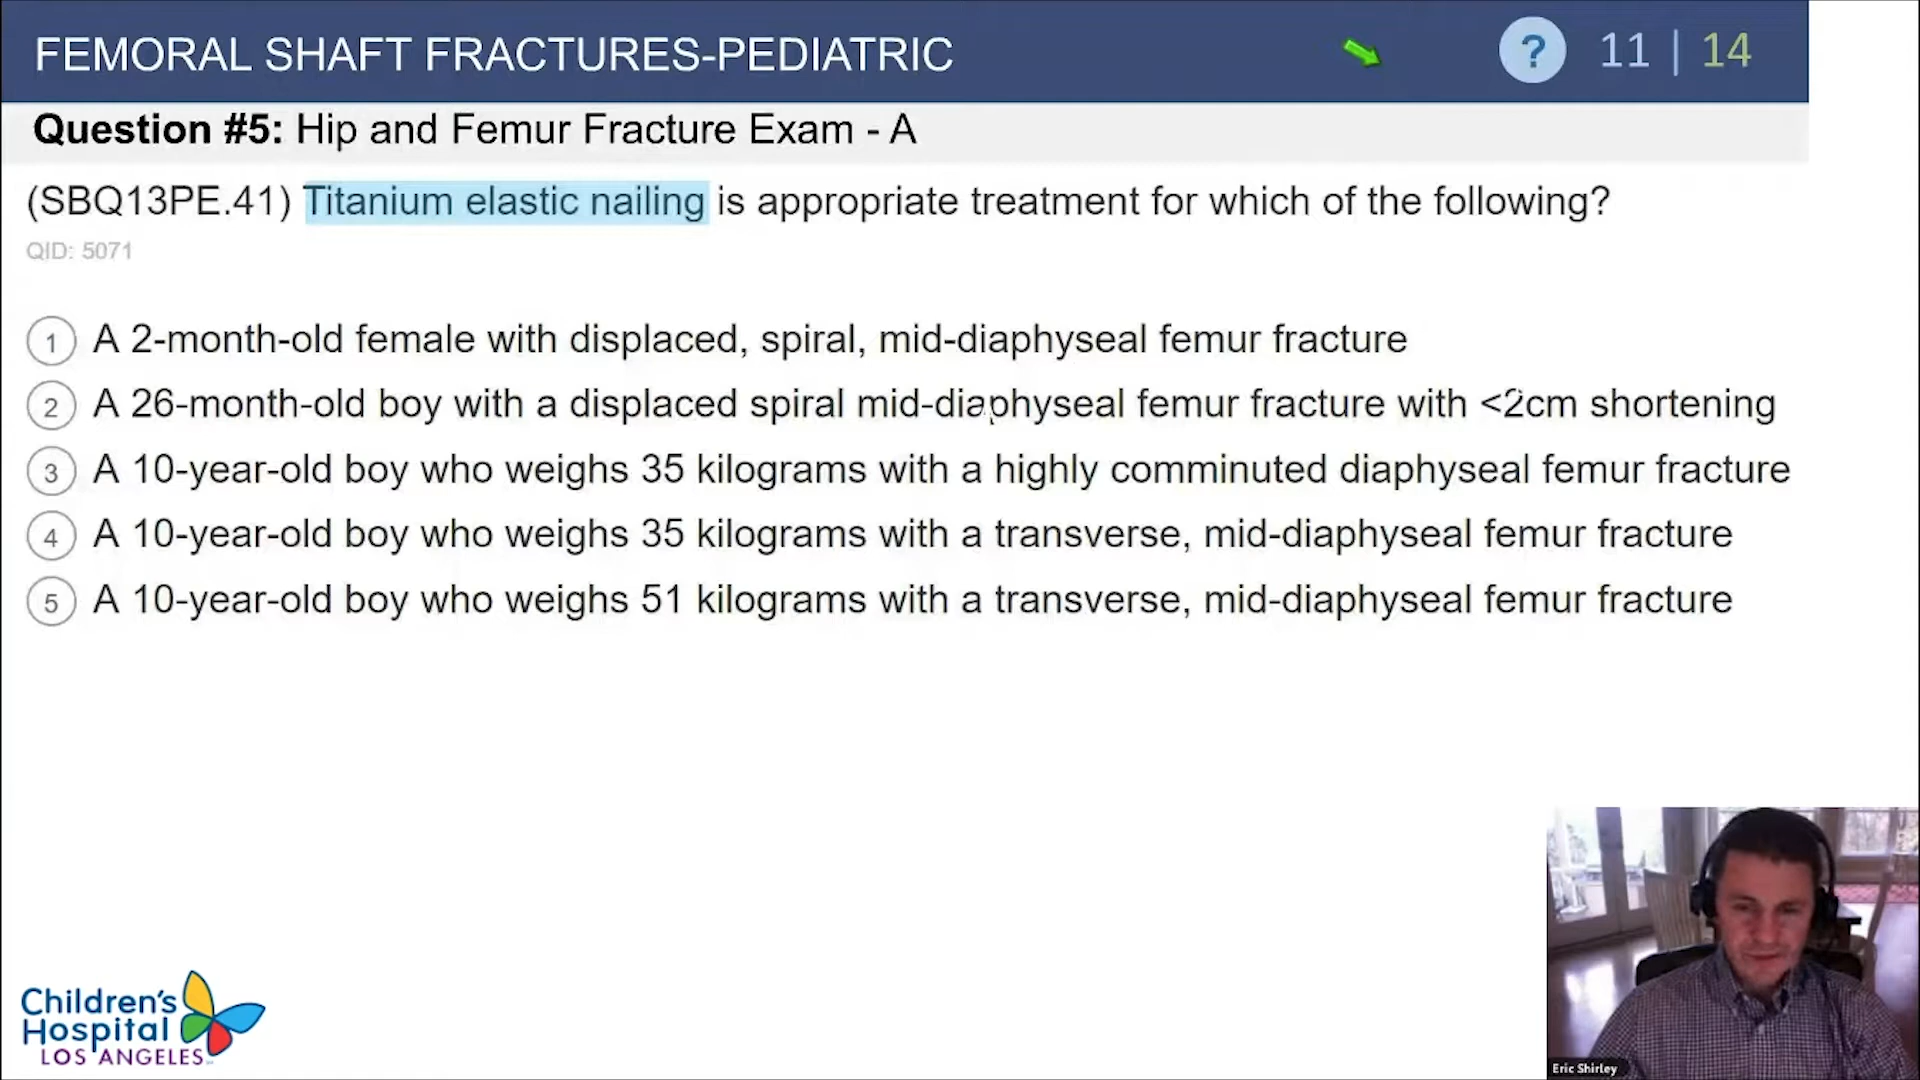 FEMORAL SHAFT FRACTURES-PEDIATRIC
? 11 | 14
Question #5: Hip and Femur Fracture Exam - A
(SBQ13PE.41) Titanium elastic nailing is appropriate treatment for which of the following?
QID: 5071
1 A 2-month-old female with displaced, spiral, mid-diaphyseal femur fracture
2 A 26-month-old boy with a displaced spiral mid-diaphyseal femur fracture with <2cm shortening
3 A 10-year-old boy who weighs 35 kilograms with a highly comminuted diaphyseal femur fracture
4 A 10-year-old boy who weighs 35 kilograms with a transverse, mid-diaphyseal femur fracture
5 A 10-year-old boy who weighs 51 kilograms with a transverse, mid-diaphyseal femur fracture
Children's
Hospital
LOS ANGELES
Eric Shirley